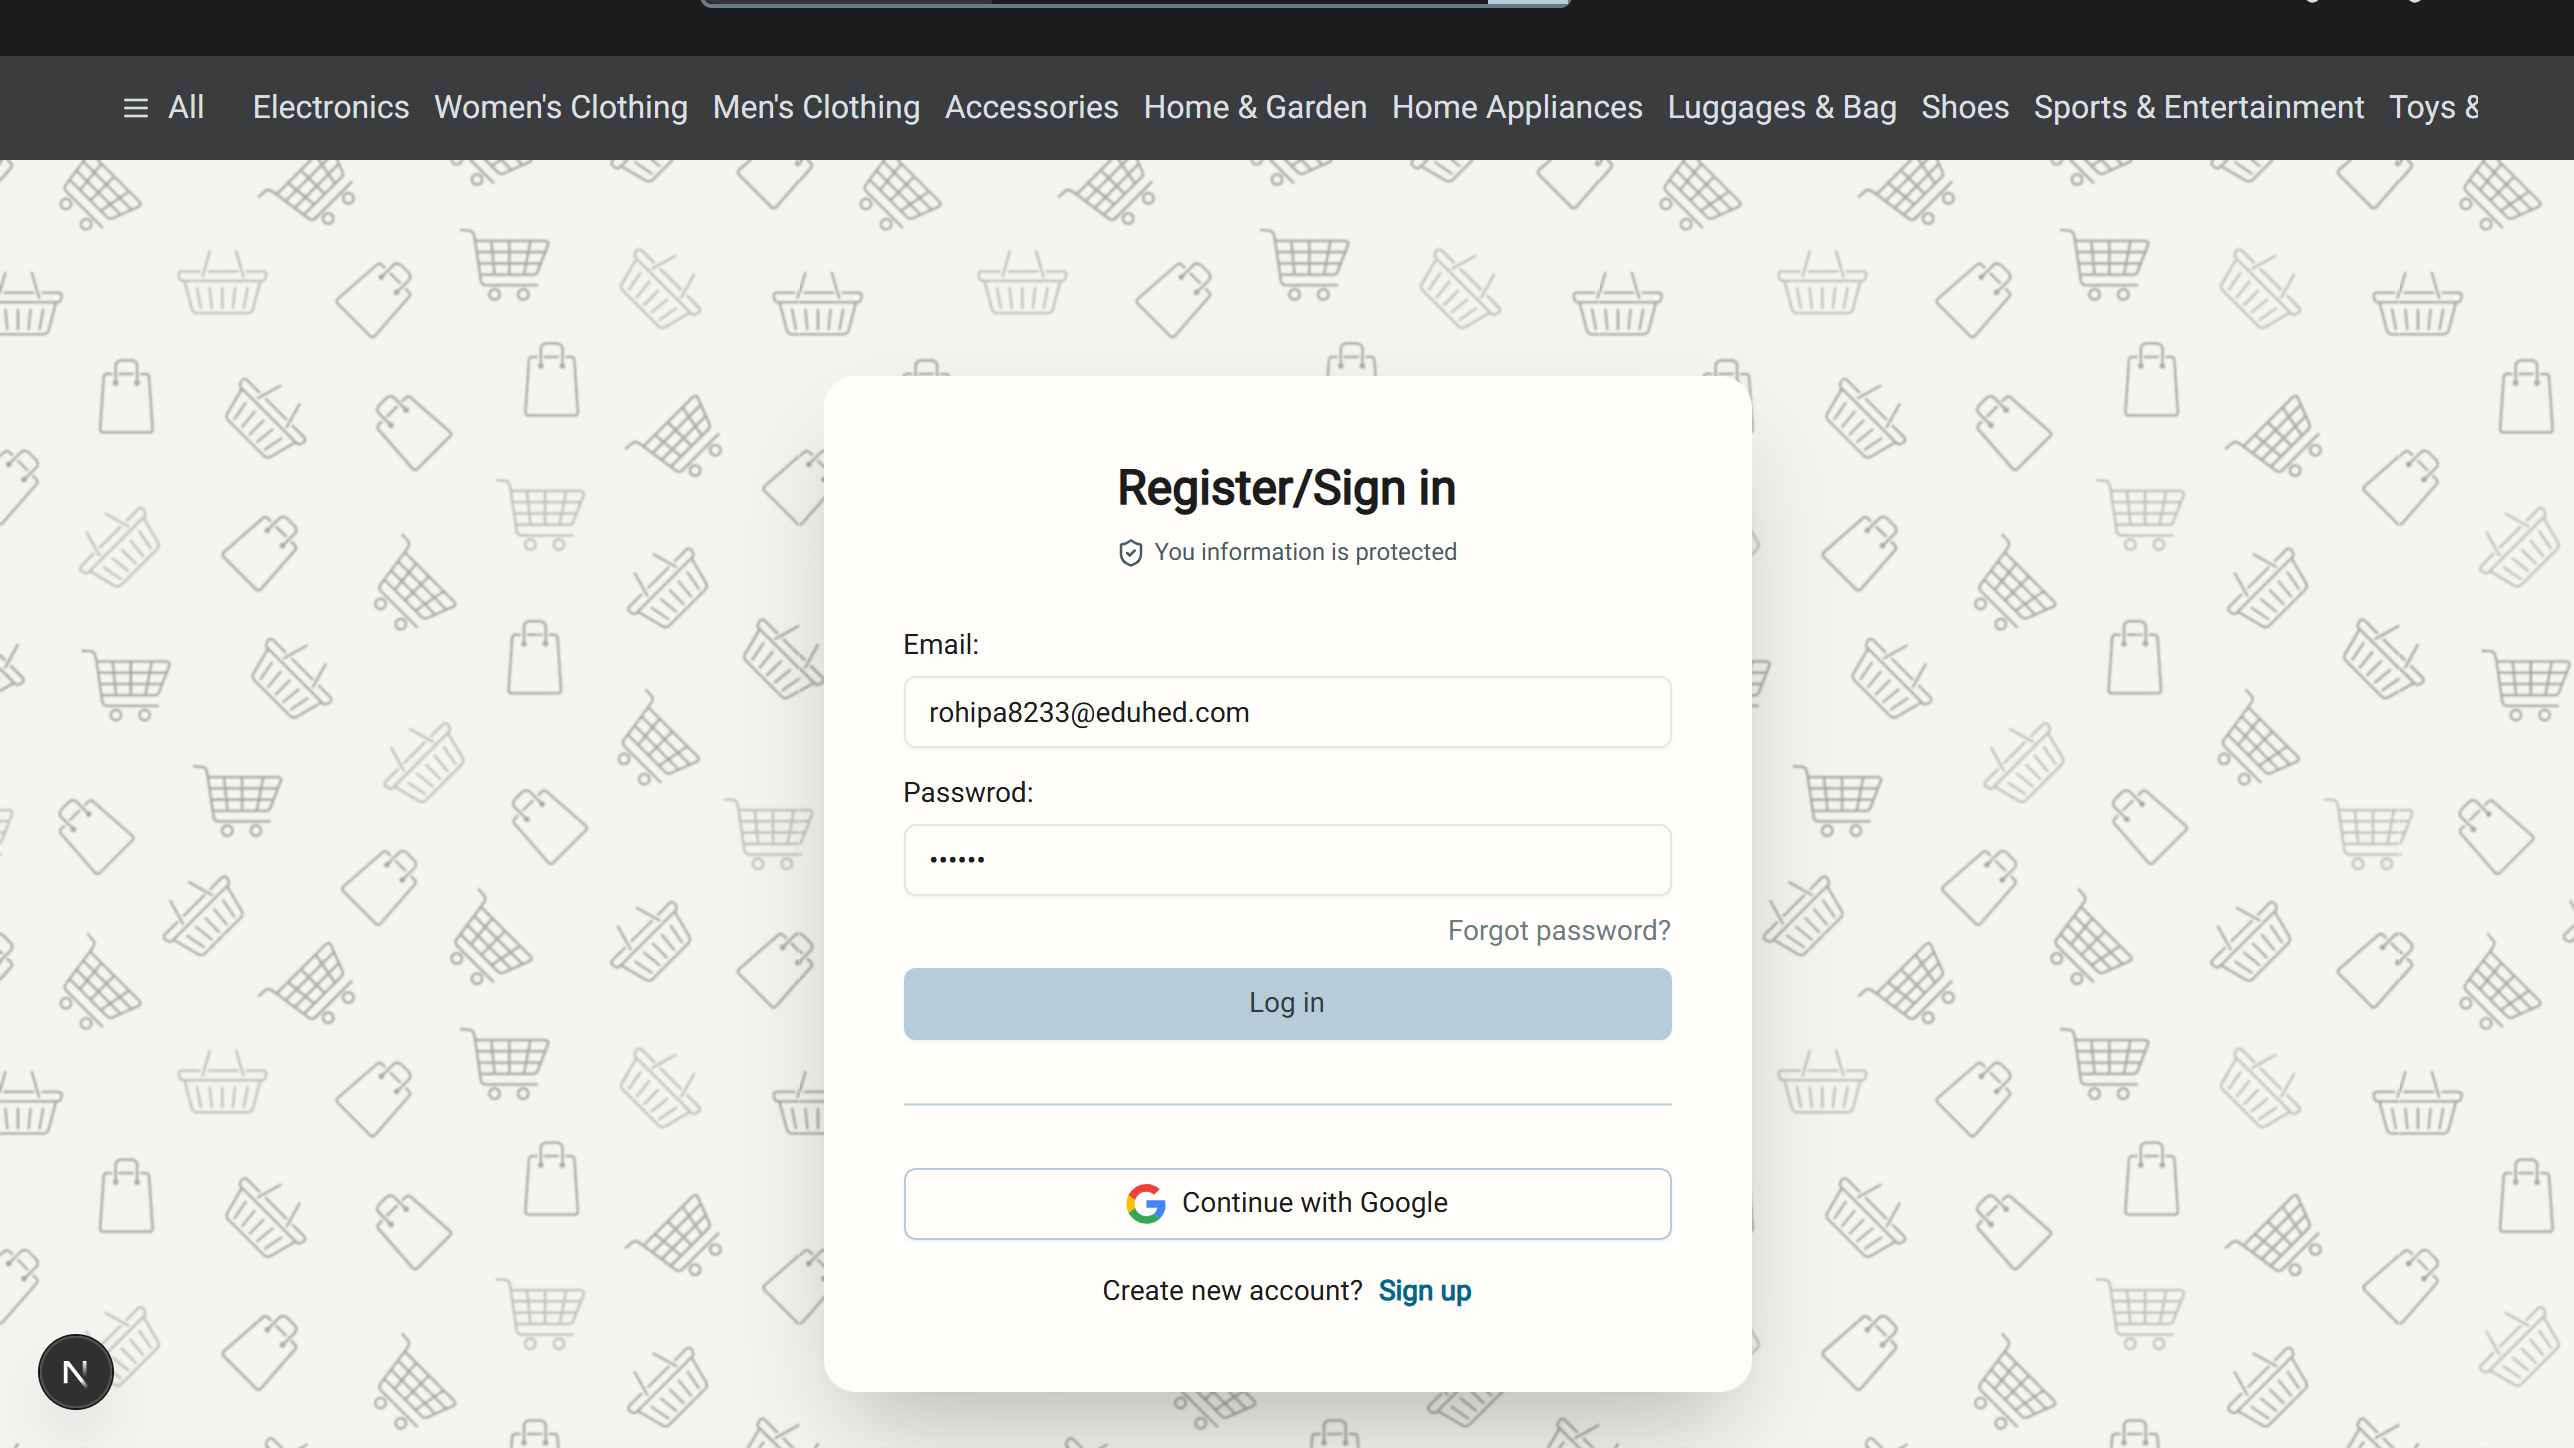 All Electronics Women's Clothing Men's Clothing Accessories Home & Garden Home Appliances Luggages & Bag Shoes Sports & Entertainment Toys &
Register/Sign in
You information is protected
Email:
rohipa8233@eduhed.com
Passwrod:
••••••
Forgot password?
Log in
Continue with Google
Create new account? Sign up
N